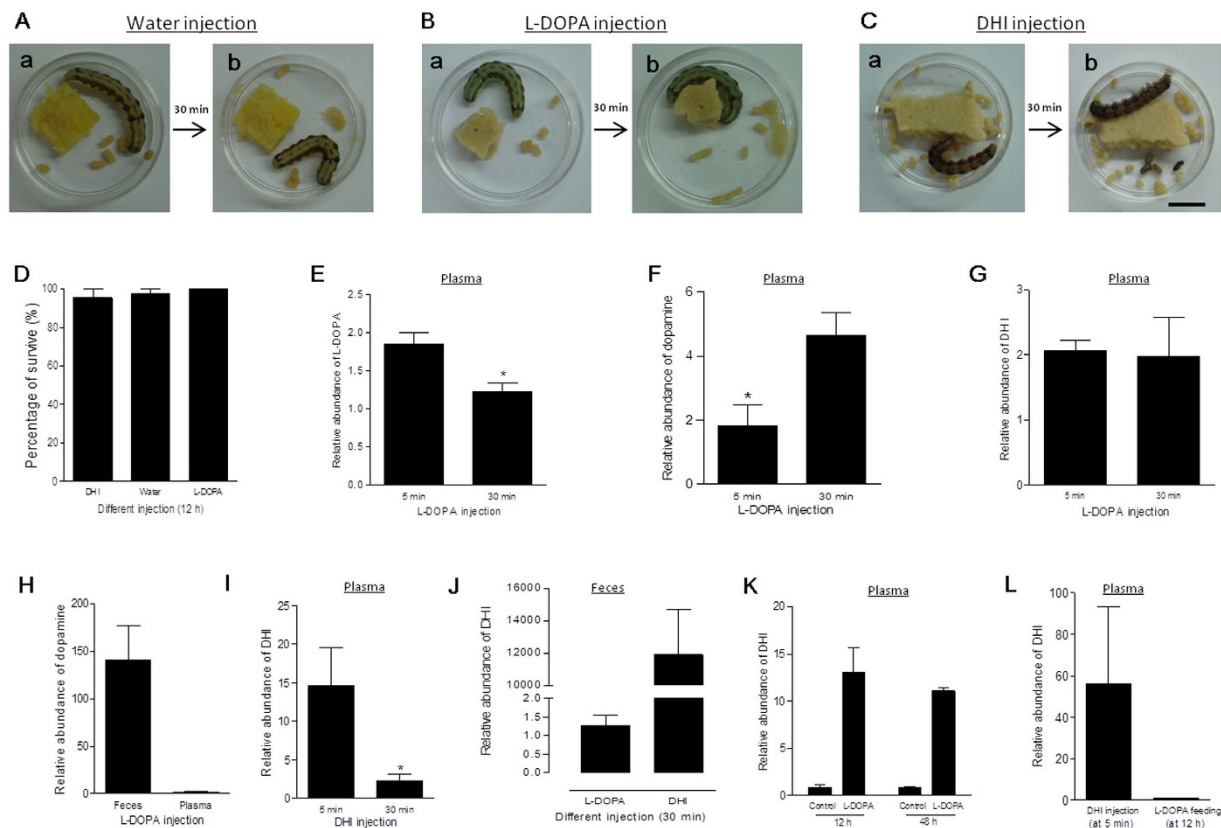 A Water injection
B L-DOPA injection
C DHI injection
a
30 min
b
a
30 min
b
a
30 min
b
D
Percentage of survive (%)
100
80
60
40
20
0
DHI Water L-DOPA
Different injection (12 h)
E
Plasma
Relative abundance of L-DOPA
2.5
2.0
1.5
1.0
0.5
0.0
*
5 min 30 min
L-DOPA injection
F
Plasma
Relative abundance of dopamine
6
4
2
0
*
5 min 30 min
L-DOPA injection
G
Plasma
Relative abundance of DHI
3
2
1
0
5 min 30 min
L-DOPA injection
H
Relative abundance of dopamine
200
150
100
50
0
Feces Plasma
L-DOPA injection
I
Plasma
Relative abundance of DHI
25
20
15
10
5
0
*
5 min 30 min
DHI injection
J
Feces
Relative abundance of DHI
16000
14000
12000
10000
2.0
1.5
1.0
0.5
0.0
L-DOPA DHI
Different injection (30 min)
K
Plasma
Relative abundance of DHI
20
15
10
5
0
Control L-DOPA Control L-DOPA
12 h 48 h
L
Plasma
Relative abundance of DHI
100
80
60
40
20
0
DHI injection L-DOPA feeding
(at 5 min) (at 12 h)